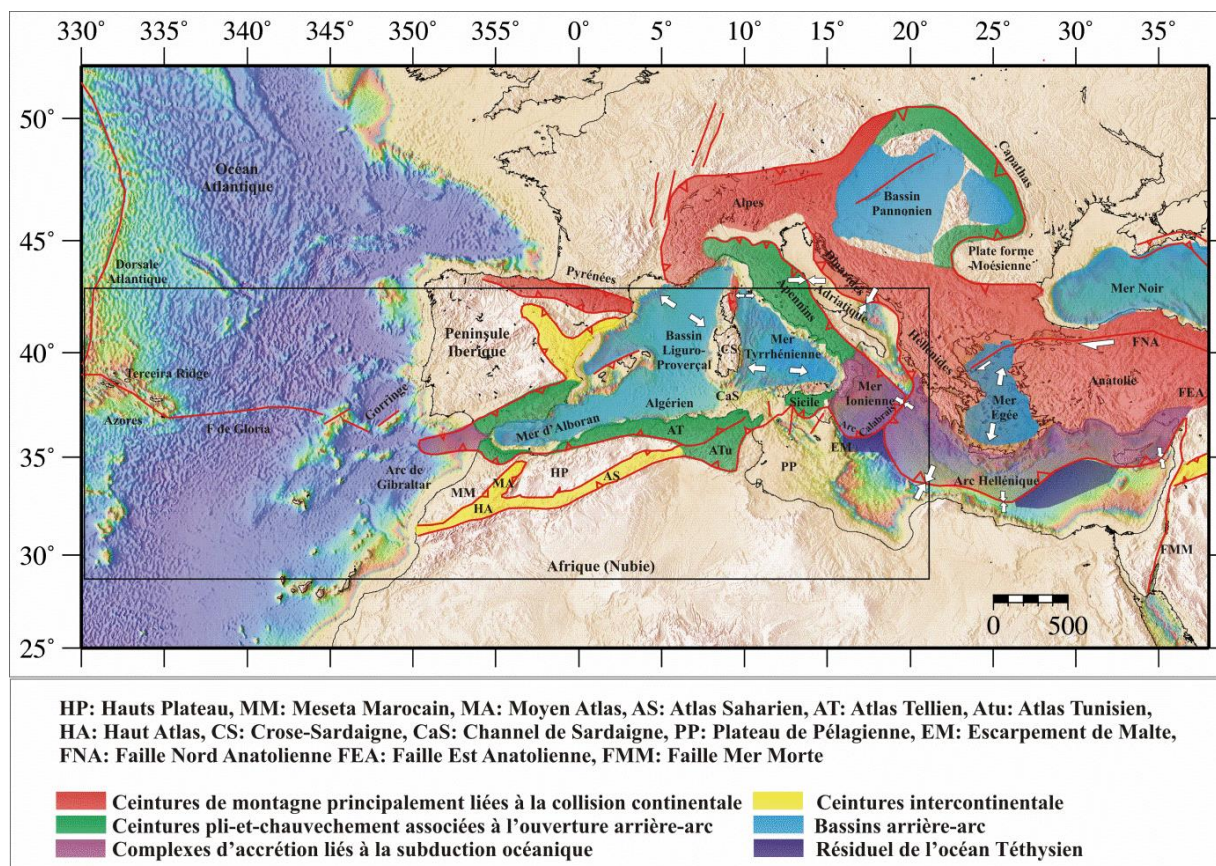 330° 335° 340° 345° 350° 355° 0 5° 10° 15° 20° 25° 30° 35°
50°
45°
40°
35°
30°
25°
Océan
Atlantique
Dorsale
Atlantique
Terceira Ridge
Azores
F de Gloria
Gorringe
Arc de
Gibraltar
Peninsule
Iberique
Pyrénées
Alpes
Bassin
Pannonien
Capathas
Plate forme
Moésienne
Mer Noir
Dinarides
Adriatique
Apennins
Bassin
Liguro-
Proverçal
CS
Mer
Tyrrhénienne
CaS
Algérien
Mer d'Alboran
AT
ATu
HP
AS
MA
MM
HA
Sicile
Mer
Ionienne
Arc Calabrais
EM
PP
Hellenides
Mer
Egée
FNA
Anatolie
FEA
Arc Hellénique
FMM
Afrique (Nubie)
0 500
HP: Hauts Plateau, MM: Meseta Marocain, MA: Moyen Atlas, AS: Atlas Saharien, AT: Atlas Tellien, Atu: Atlas Tunisien,
HA: Haut Atlas, CS: Crose-Sardaigne, CaS: Channel de Sardaigne, PP: Plateau de Pélagienne, EM: Escarpement de Malte,
FNA: Faille Nord Anatolienne FEA: Faille Est Anatolienne, FMM: Faille Mer Morte
Ceintures de montagne principalement liées à la collision continentale
Ceintures intercontinentale
Ceintures pli-et-chauvechement associées à l'ouverture arrière-arc
Bassins arrière-arc
Complexes d'accrétion liés à la subduction océanique
Résiduel de l'océan Téthysien